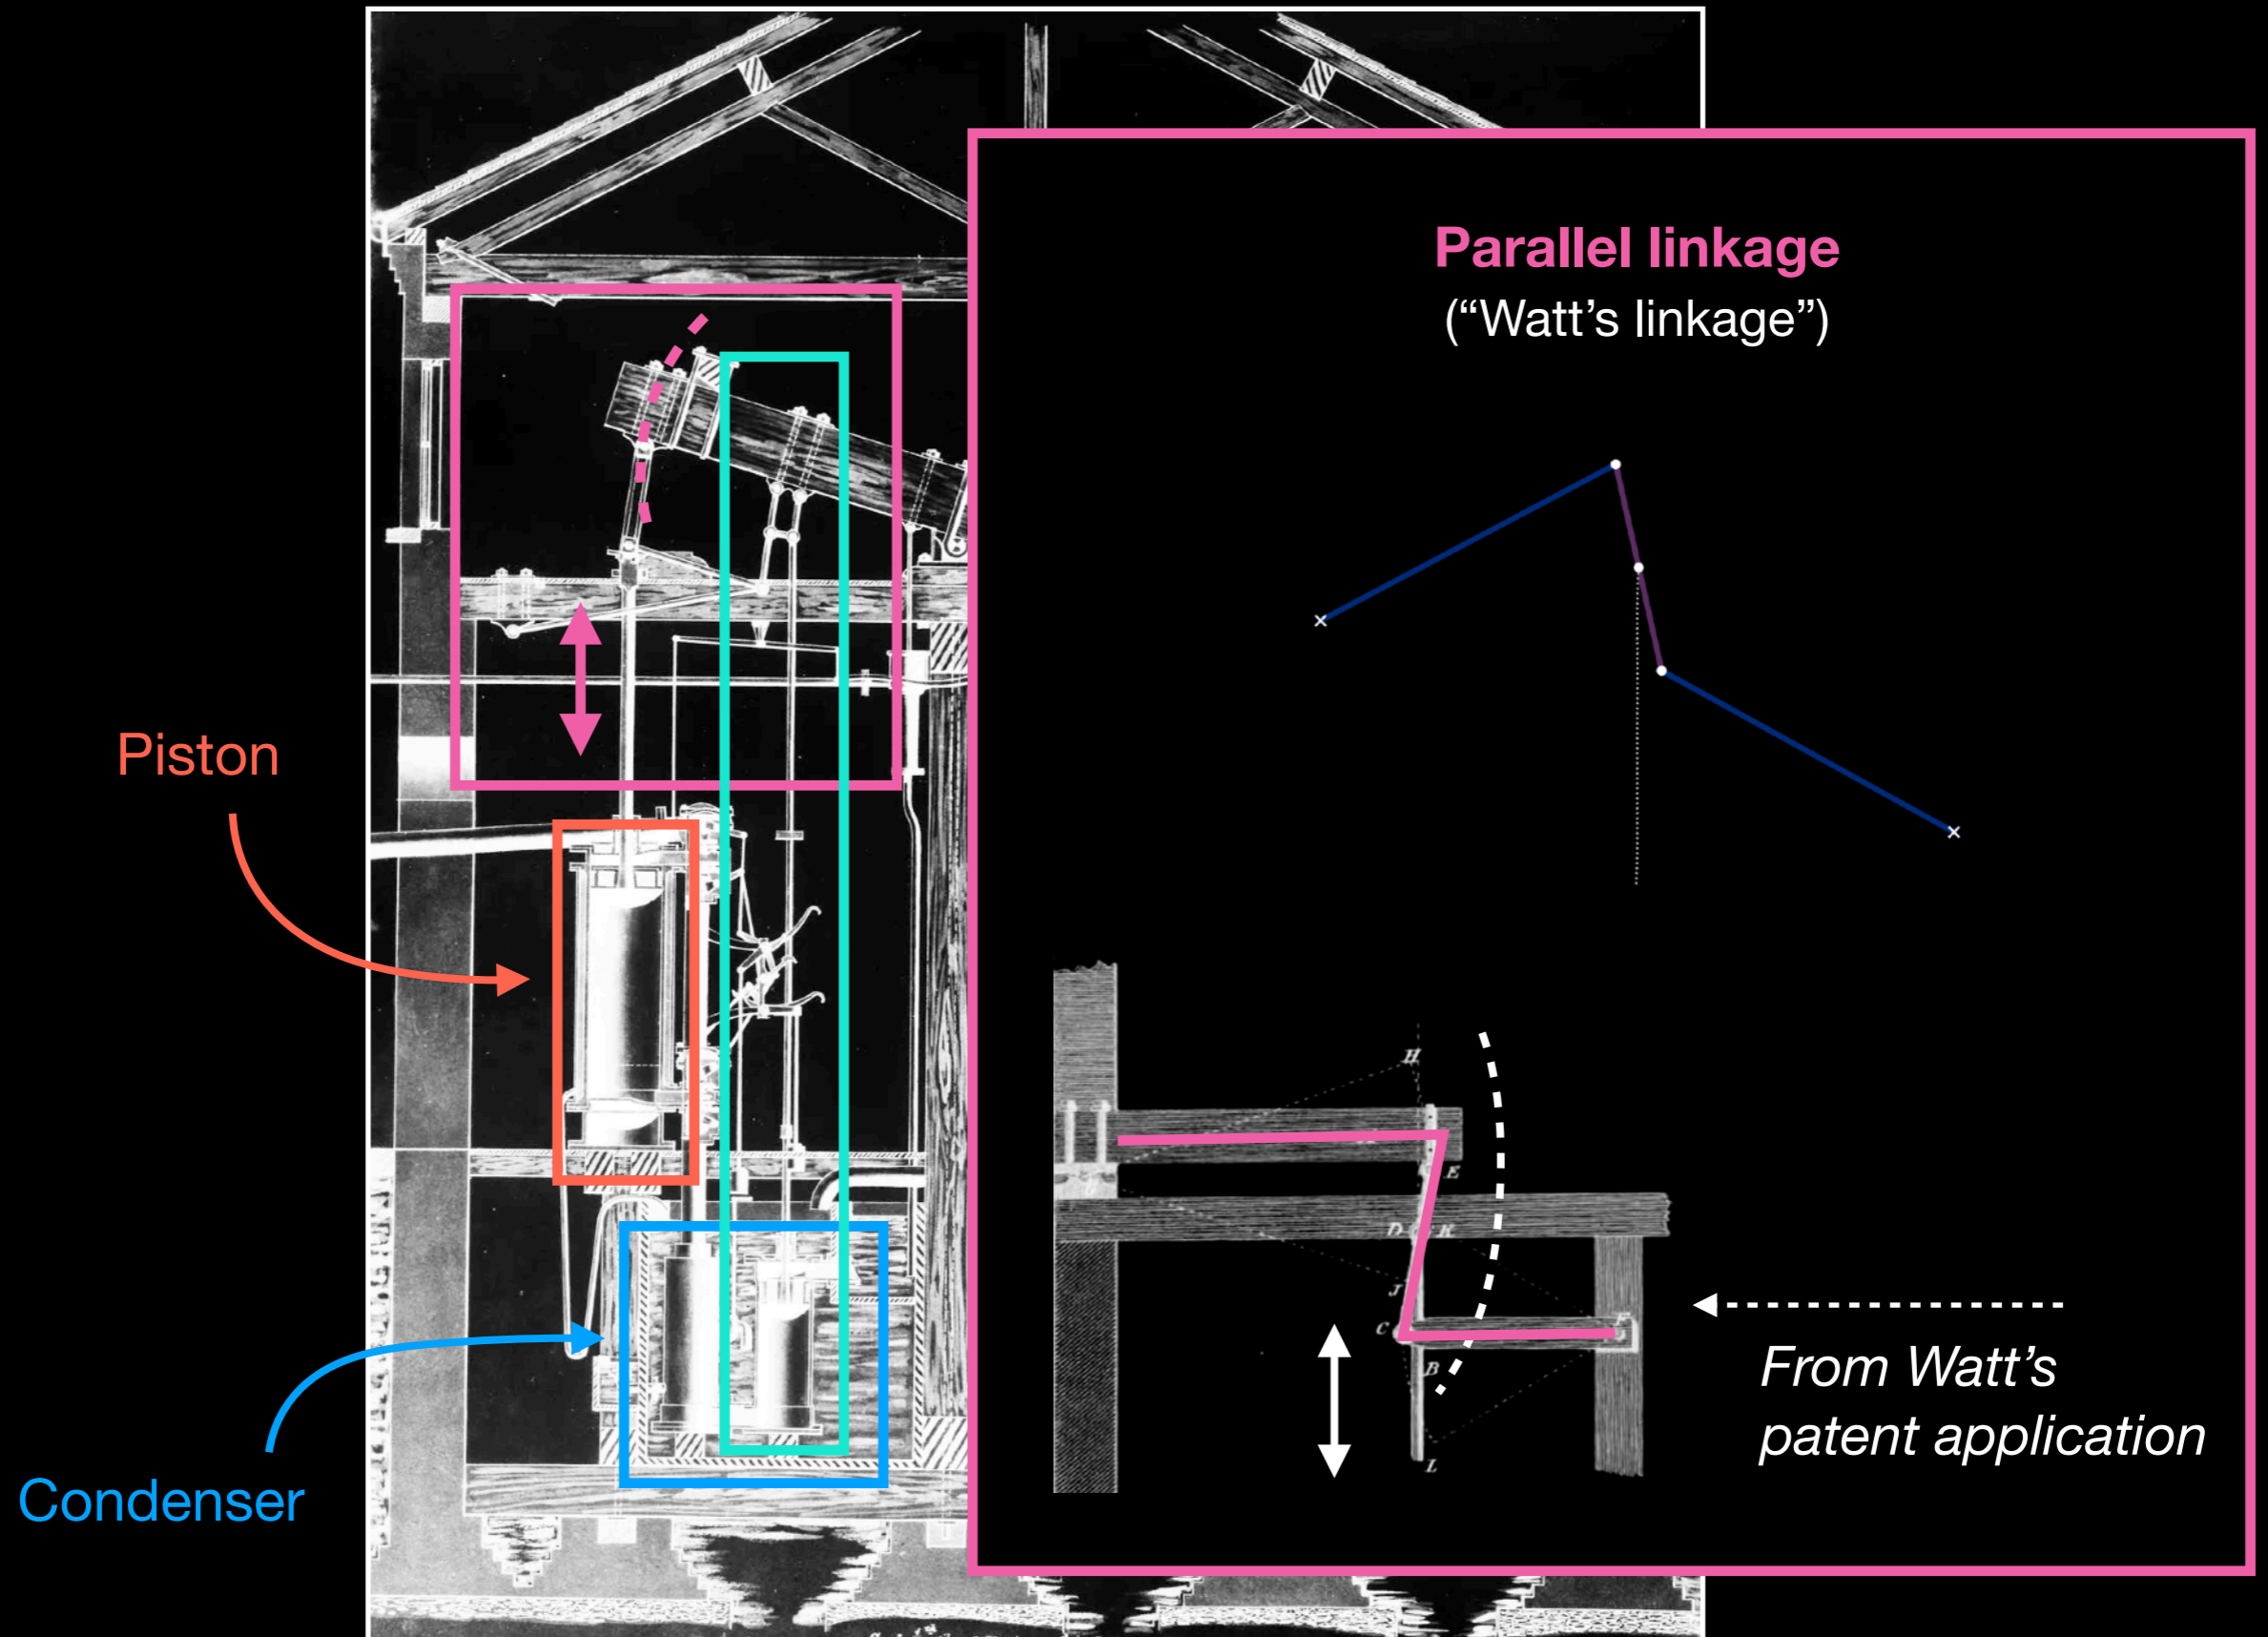 Parallel linkage
(“Watt’s linkage”)
Piston
H
E
D K
J
C
F
B
L
From Watt’s
patent application
Condenser